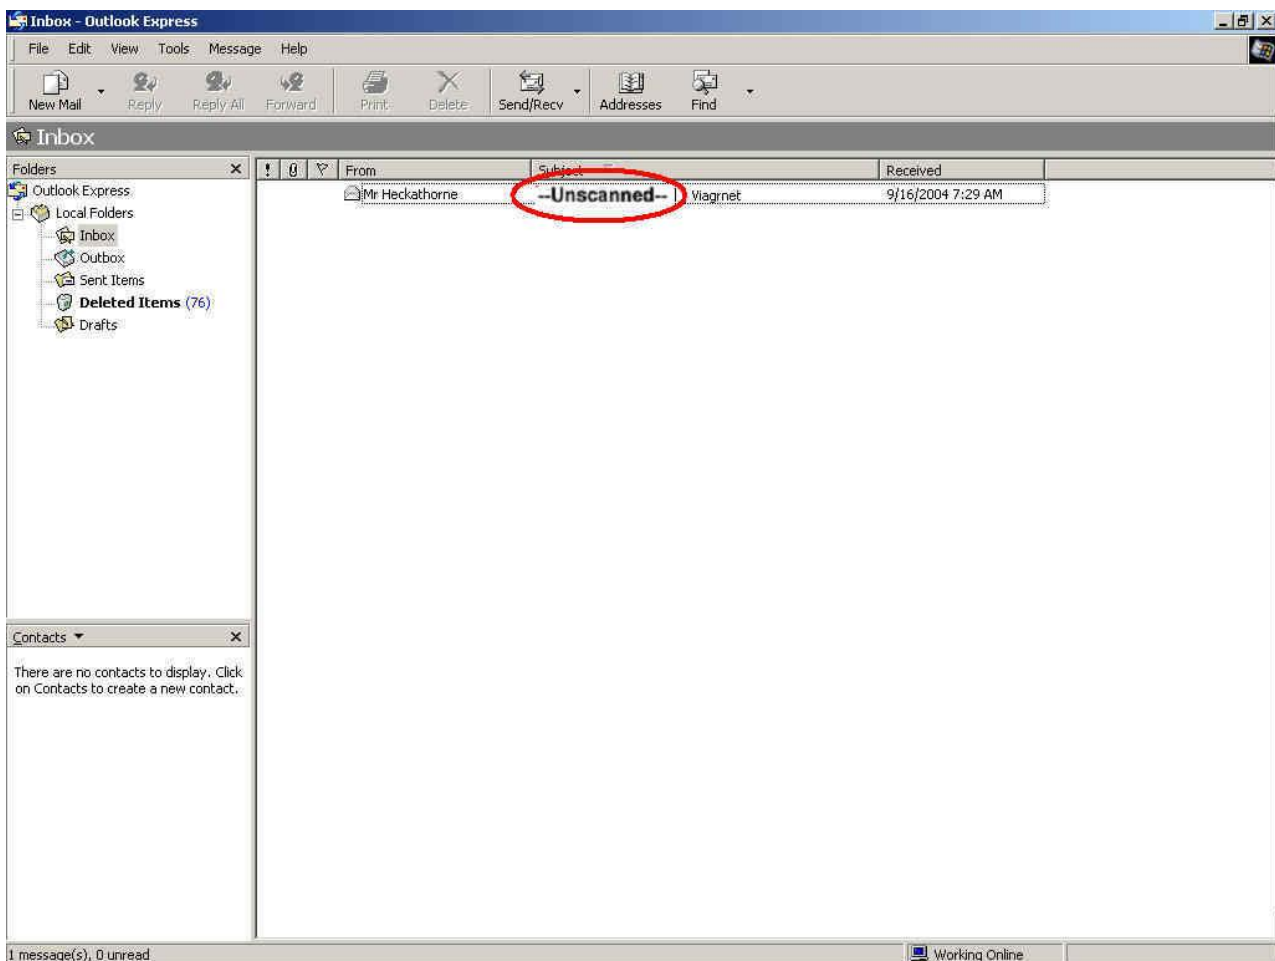 Inbox - Outlook Express
File Edit View Tools Message Help
New Mail Reply Reply All Forward Print Delete Send/Recv Addresses Find
Inbox
Folders
! From Subject Received
Outlook Express
Mr Heckathorne --Unscanned-- Viagrnet 9/16/2004 7:29 AM
Local Folders
Inbox
Outbox
Sent Items
Deleted Items (76)
Drafts
Contacts
There are no contacts to display. Click
on Contacts to create a new contact.
1 message(s), 0 unread Working Online